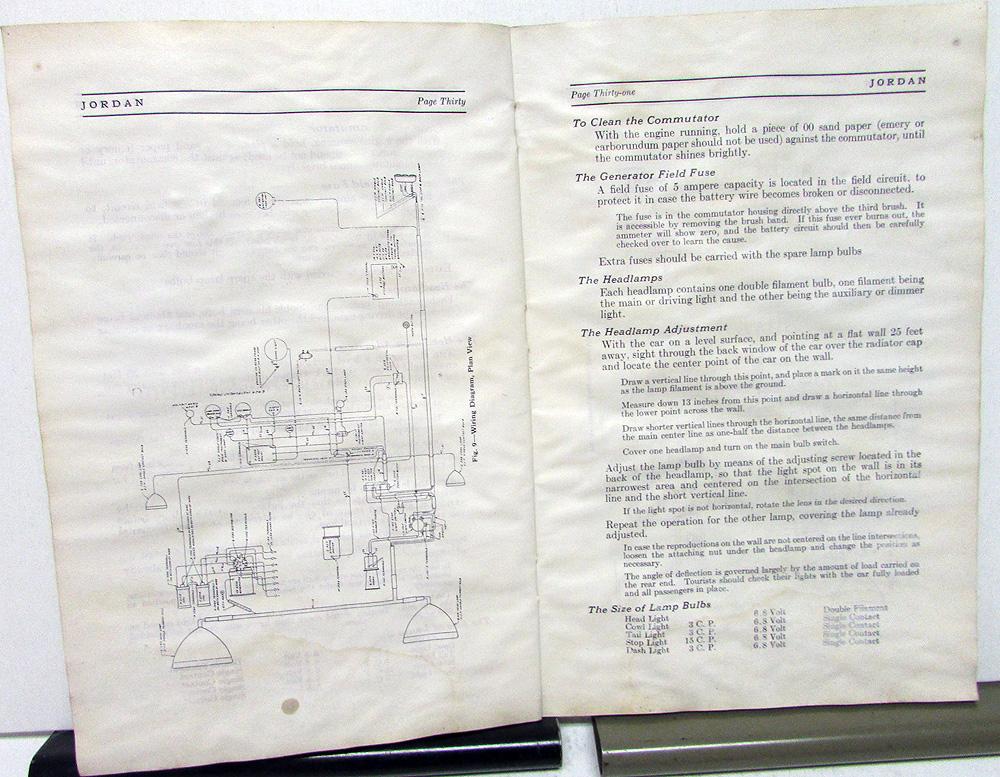 JORDAN Page Thirty
Fig. 9—Wiring Diagram, Plan View
Page Thirty-one JORDAN
To Clean the Commutator
With the engine running, hold a piece of 00 sand paper (emery or
carborundum paper should not be used) against the commutator, until
the commutator shines brightly.
The Generator Field Fuse
A field fuse of 5 ampere capacity is located in the field circuit, to
protect it in case the battery wire becomes broken or disconnected.
The fuse is in the commutator housing directly above the third brush. It
is accessible by removing the brush band. If this fuse ever burns out, the
ammeter will show zero, and the battery circuit should then be carefully
checked over to learn the cause.
Extra fuses should be carried with the spare lamp bulbs
The Headlamps
Each headlamp contains one double filament bulb, one filament being
the main or driving light and the other being the auxiliary or dimmer
light.
The Headlamp Adjustment
With the car on a level surface, and pointing at a flat wall 25 feet
away, sight through the back window of the car over the radiator cap
and locate the center point of the car on the wall.
Draw a vertical line through this point, and place a mark on it the same height
as the lamp filament is above the ground.
Measure down 13 inches from this point and draw a horizontal line through
the lower point across the wall.
Draw shorter vertical lines through the horizontal line, the same distance from
the main center line as one-half the distance between the headlamps.
Cover one headlamp and turn on the main bulb switch.
Adjust the lamp bulb by means of the adjusting screw located in the
back of the headlamp, so that the light spot on the wall is in its
narrowest area and centered on the intersection of the horizontal
line and the short vertical line.
If the light spot is not horizontal, rotate the lens in the desired direction.
Repeat the operation for the other lamp, covering the lamp already
adjusted.
In case the reproductions on the wall are not centered on the line intersections,
loosen the attaching nut under the headlamp and change the position as
necessary.
The angle of deflection is governed largely by the amount of load carried on
the rear end. Tourists should check their lights with the car fully loaded
and all passengers in place.
The Size of Lamp Bulbs
Head Light 6.8 Volt Double Filament
Cowl Light 3 C. P. 6.8 Volt Single Contact
Tail Light 3 C. P. 6.8 Volt Single Contact
Stop Light 15 C. P. 6.8 Volt Single Contact
Dash Light 3 C. P. 6.8 Volt Single Contact